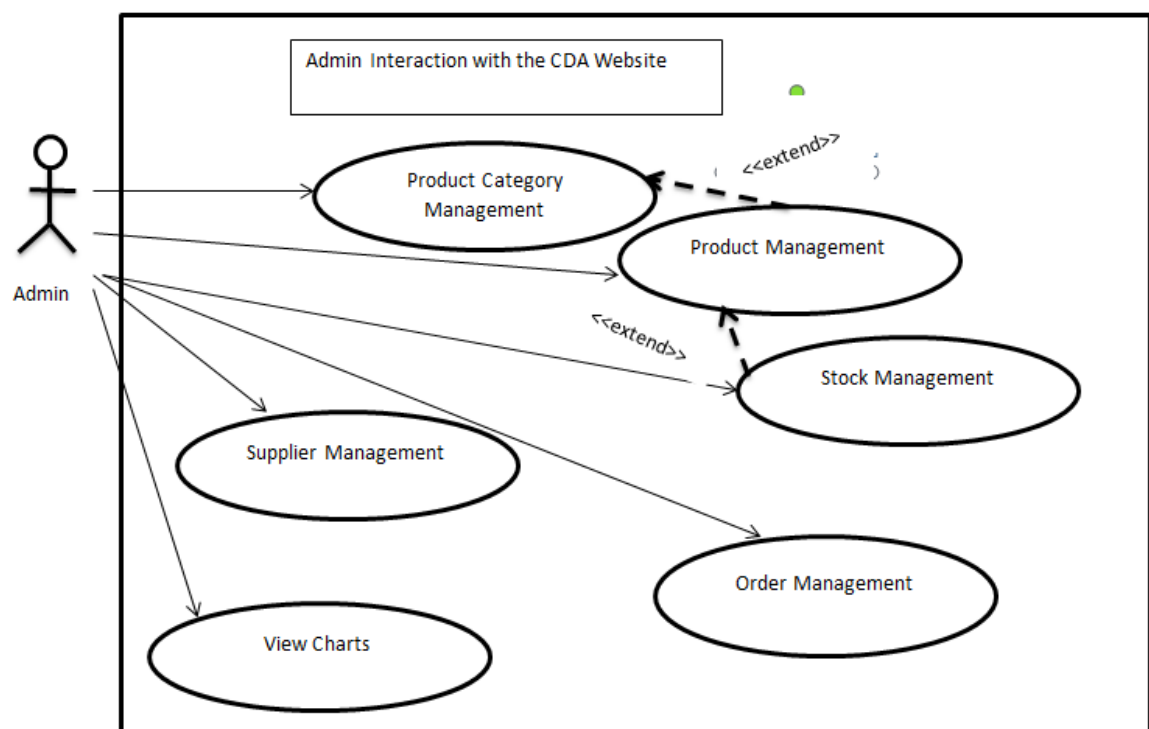 Admin Interaction with the CDA Website
<<extend>>
Product Category
Management
Product Management
Admin
<<extend>>
Stock Management
Supplier Management
Order Management
View Charts